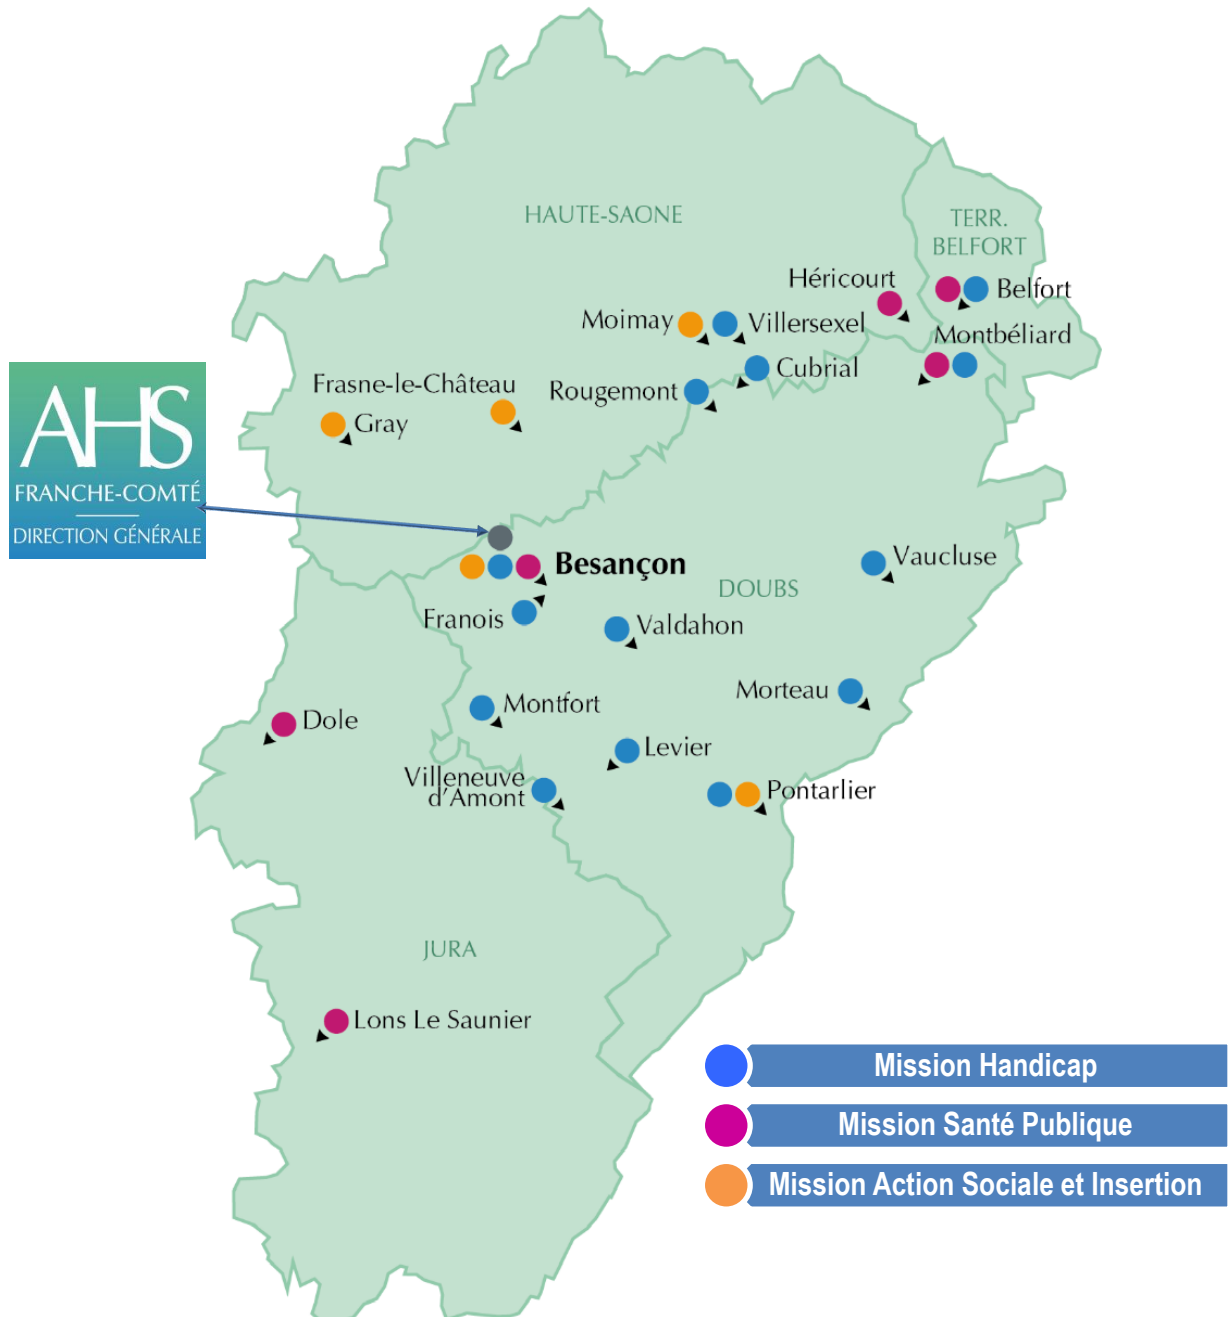 HAUTE-SAONE
TERR.
BELFORT
Héricourt
Belfort
Moimay
Villersexel
Montbéliard
Cubrial
Frasne-le-Château
Rougemont
Gray
AHS
FRANCHE-COMTÉ
DIRECTION GÉNÉRALE
Besançon
Vaucluse
DOUBS
Franois
Valdahon
Morteau
Montfort
Dole
Levier
Villeneuve
d'Amont
Pontarlier
JURA
Lons Le Saunier
Mission Handicap
Mission Santé Publique
Mission Action Sociale et Insertion